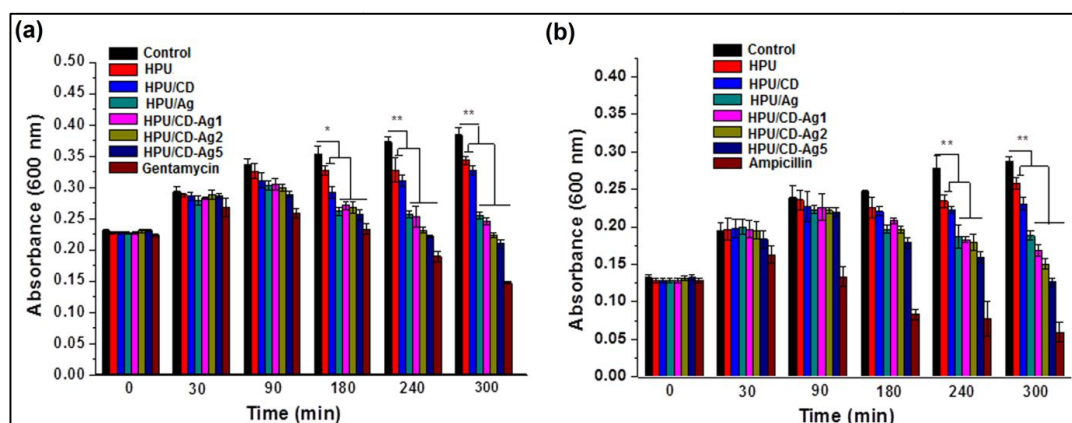 (a)
0.50
0.45
0.40
0.35
0.30
0.25
0.20
0.15
0.10
0.05
0.00
Absorbance (600 nm)
Control
HPU
HPU/CD
HPU/Ag
HPU/CD-Ag1
HPU/CD-Ag2
HPU/CD-Ag5
Gentamycin
*
**
**
0 30 90 180 240 300
Time (min)
(b)
0.40
0.35
0.30
0.25
0.20
0.15
0.10
0.05
0.00
Absorbance (600 nm)
Control
HPU
HPU/CD
HPU/Ag
HPU/CD-Ag1
HPU/CD-Ag2
HPU/CD-Ag5
Ampicillin
**
**
0 30 90 180 240 300
Time (min)